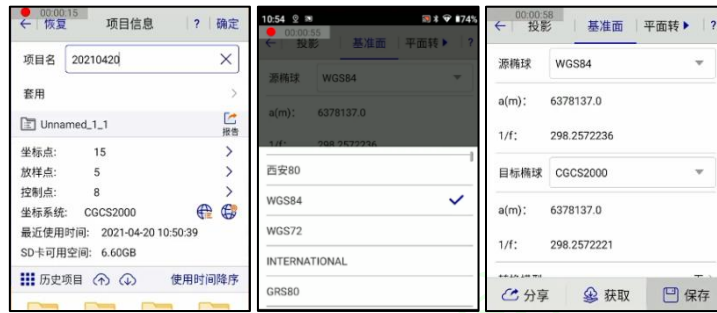 00:00:15
恢复 项目信息 ? 确定
项目名 20210420
套用
Unnamed_1_1 报告
坐标点: 15
放样点: 5
控制点: 8
坐标系统: CGCS2000
最近使用时间: 2021-04-20 10:50:39
SD卡可用空间: 6.60GB
历史项目 使用时间降序
10:54 74%
00:00:55
投影 基准面 平面转 ?
源椭球 WGS84
a(m): 6378137.0
1/f: 298.2572236
西安80
WGS84
WGS72
INTERNATIONAL
GRS80
00:00:58
投影 基准面 平面转 ?
源椭球 WGS84
a(m): 6378137.0
1/f: 298.2572236
目标椭球 CGCS2000
a(m): 6378137.0
1/f: 298.2572221
分享 获取 保存